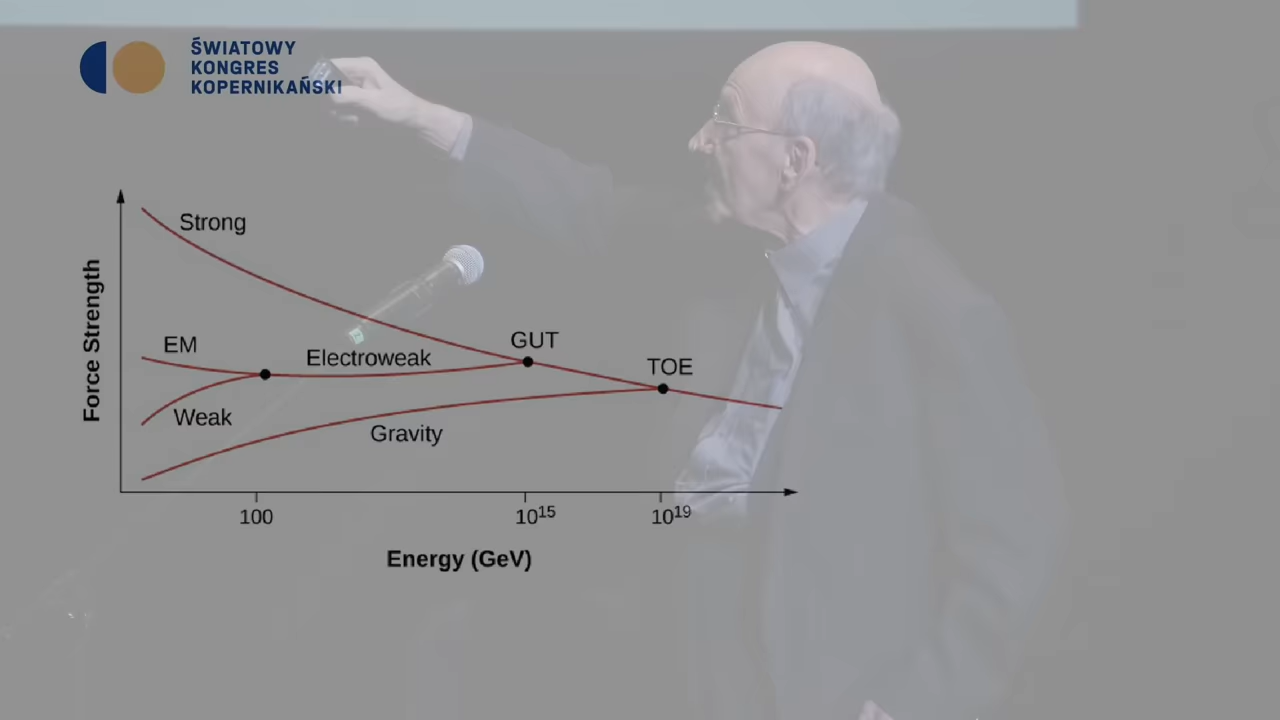 ŚWIATOWY
KONGRES
KOPERNIKAŃSKI
Strong
GUT
EM
Electroweak
TOE
Weak
Gravity
Force Strength
100
10¹⁵
10¹⁹
Energy (GeV)